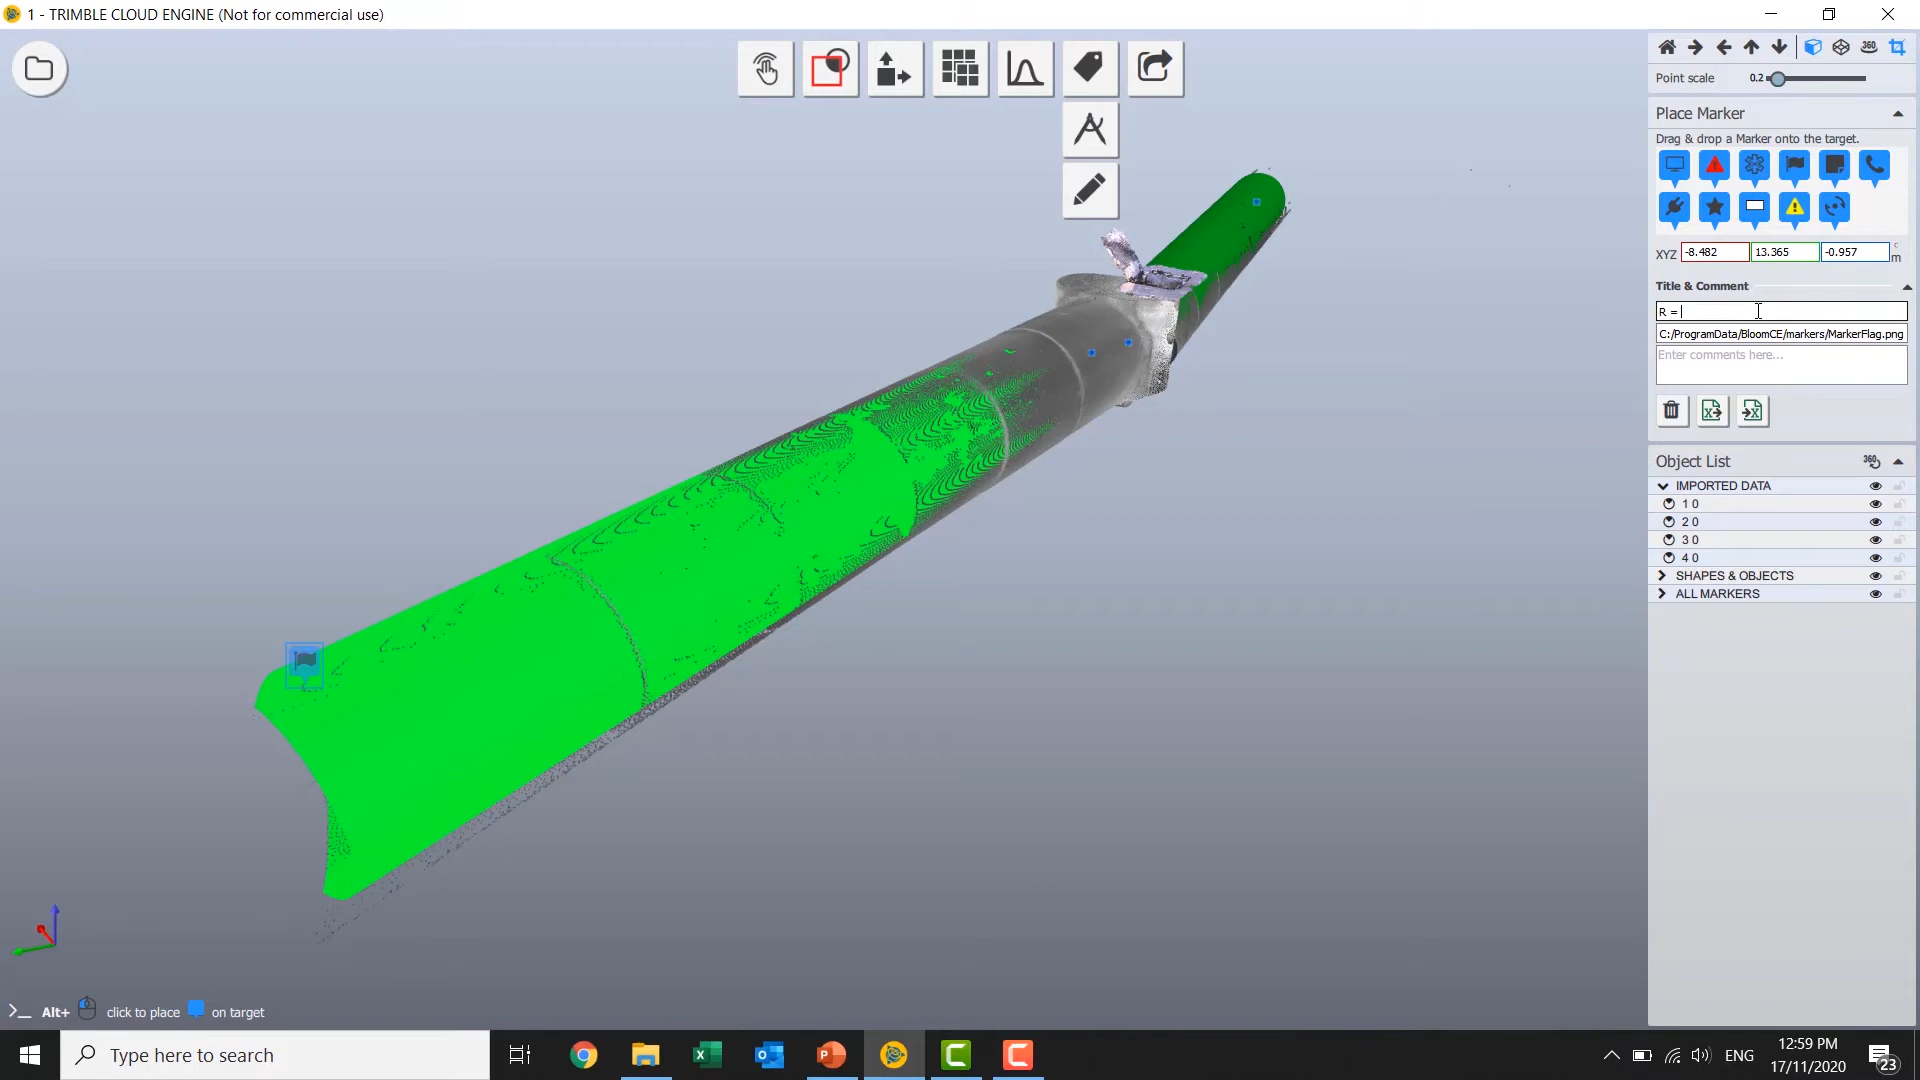 1 - TRIMBLE CLOUD ENGINE (Not for commercial use)
360
Point scale
0.2
Place Marker
Drag & drop a Marker onto the target.
XYZ
-8.482
13.365
-0.957
c
m
Title & Comment
R =
C:/ProgramData/BloomCE/markers/MarkerFlag.png
Enter comments here...
Object List
360
IMPORTED DATA
1 0
2 0
3 0
4 0
SHAPES & OBJECTS
ALL MARKERS
Alt+
click to place
on target
Type here to search
ENG
12:59 PM
17/11/2020
23